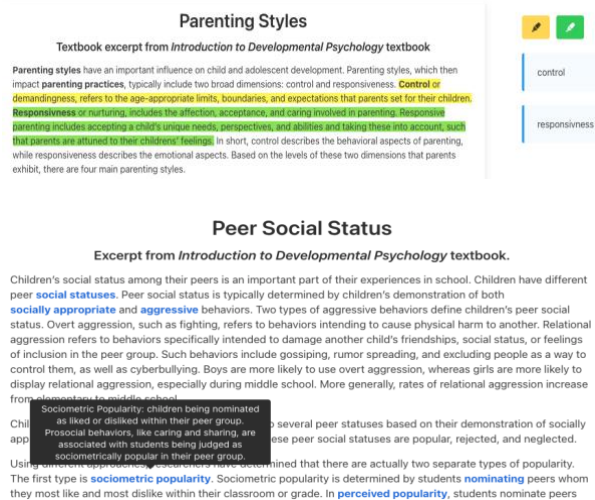 Parenting Styles
Textbook excerpt from Introduction to Developmental Psychology textbook
Parenting styles have an important influence on child and adolescent development. Parenting styles, which then
impact parenting practices, typically include two broad dimensions: control and responsiveness. Control or
demandingness, refers to the age-appropriate limits, boundaries, and expectations that parents set for their children.
Responsivness or nurturing, includes the affection, acceptance, and caring involved in parenting. Responsive
parenting includes accepting a child's unique needs, perspectives, and abilities and taking these into account, such
that parents are attuned to their childrens' feelings. In short, control describes the behavioral aspects of parenting,
while responsiveness describes the emotional aspects. Based on the levels of these two dimensions that parents
exhibit, there are four main parenting styles.
control
responsivness
Peer Social Status
Excerpt from Introduction to Developmental Psychology textbook.
Children's social status among their peers is an important part of their experiences in school. Children have different
peer social statuses. Peer social status is typically determined by children's demonstration of both
socially appropriate and aggressive behaviors. Two types of aggressive behaviors define children's peer social
status. Overt aggression, such as fighting, refers to behaviors intending to cause physical harm to another. Relational
aggression refers to behaviors specifically intended to damage another child's friendships, social status, or feelings
of inclusion in the peer group. Such behaviors include gossiping, rumor spreading, and excluding people as a way to
control them, as well as cyberbullying. Boys are more likely to use overt aggression, whereas girls are more likely to
display relational aggression, especially during middle school. More generally, rates of relational aggression increase
from elementary to middle school.
Sociometric Popularity: children being nominated
as liked or disliked within their peer group.
Prosocial behaviors, like caring and sharing, are
associated with students being judged as
sociometrically popular in their peer group.
several peer statuses based on their demonstration of socially
ese peer social statuses are popular, rejected, and neglected.
Using different approaches, researchers have determined that there are actually two separate types of popularity.
The first type is sociometric popularity. Sociometric popularity is determined by students nominating peers whom
they most like and most dislike within their classroom or grade. In perceived popularity, students nominate peers